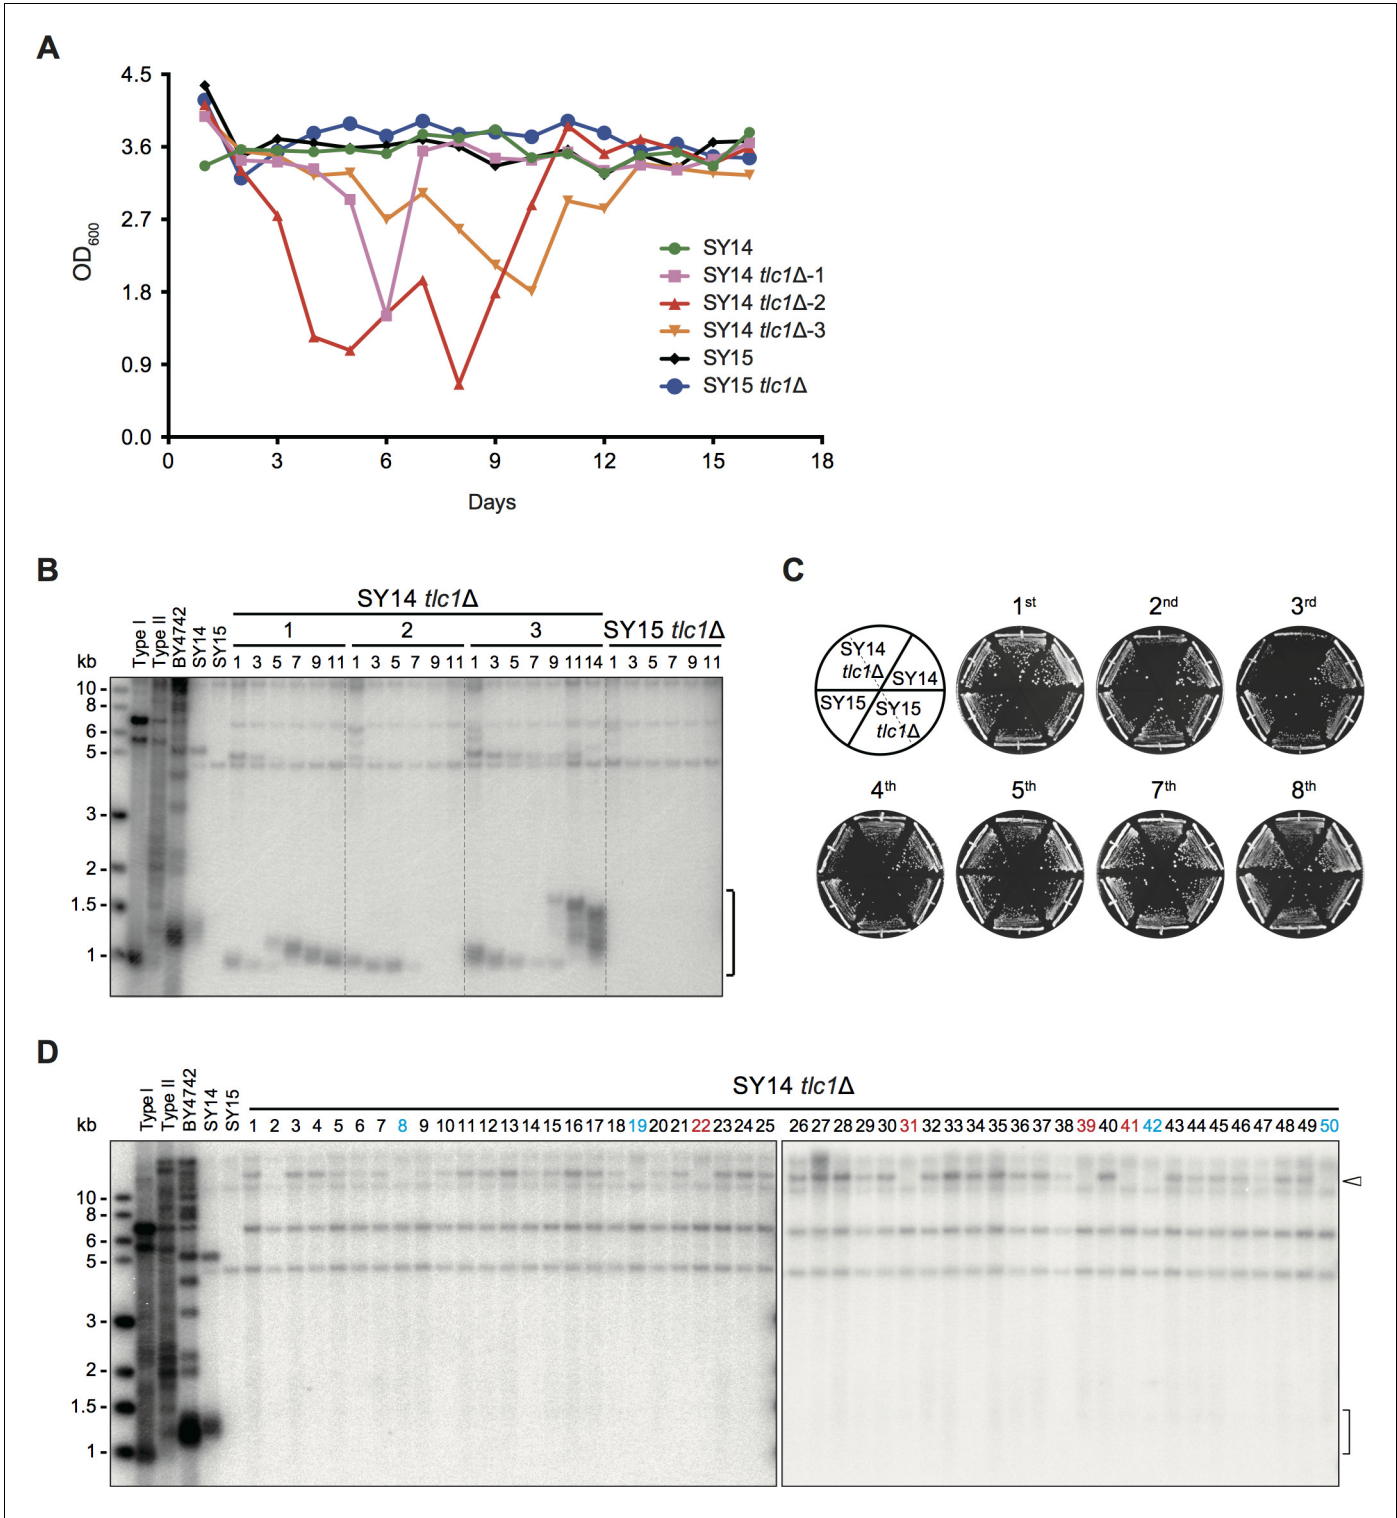 A
4.5
3.6
2.7
1.8
0.9
0.0
OD600
0 3 6 9 12 15 18
Days
SY14
SY14 tlc1Δ-1
SY14 tlc1Δ-2
SY14 tlc1Δ-3
SY15
SY15 tlc1Δ
B
Type I
Type II
BY4742
SY14
SY15
SY14 tlc1Δ
1 2 3 SY15 tlc1Δ
kb
1 3 5 7 9 11 1 3 5 7 9 11 1 3 5 7 9 11 14 1 3 5 7 9 11
10 -
8 -
6 -
5 -
3 -
2 -
1.5 -
1 -
C
SY14
tlc1Δ
SY14
SY15
SY15
tlc1Δ
1st 2nd 3rd
4th 5th 7th 8th
D
Type I
Type II
BY4742
SY14
SY15
SY14 tlc1Δ
kb
1 2 3 4 5 6 7 8 9 10 11 12 13 14 15 16 17 18 19 20 21 22 23 24 25 26 27 28 29 30 31 32 33 34 35 36 37 38 39 40 41 42 43 44 45 46 47 48 49 50
10 -
8 -
6 -
5 -
3 -
2 -
1.5 -
1 -